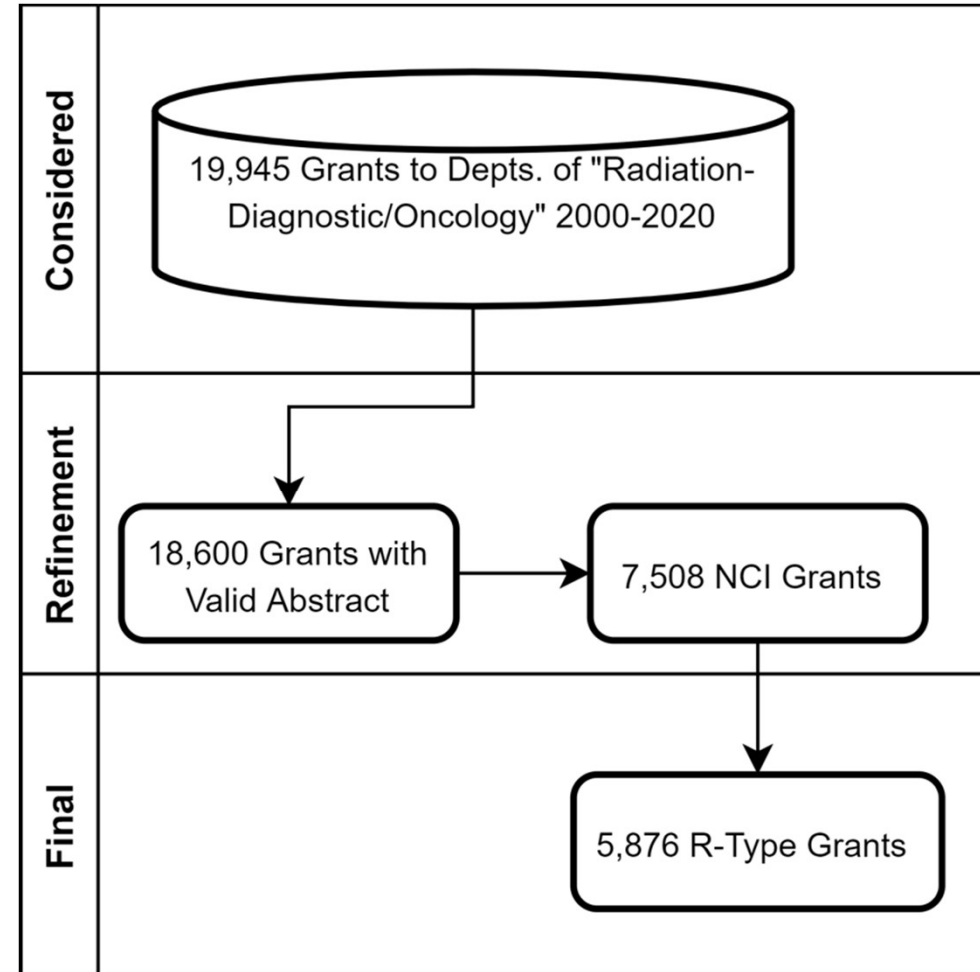 Considered
19,945 Grants to Depts. of "Radiation-
Diagnostic/Oncology" 2000-2020
Refinement
18,600 Grants with
Valid Abstract
7,508 NCI Grants
Final
5,876 R-Type Grants